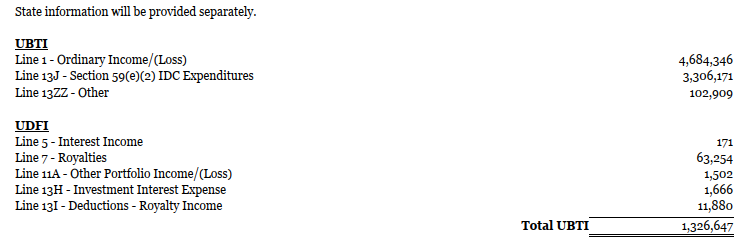 State information will be provided separately.
UBTI
Line 1 - Ordinary Income/(Loss) 4,684,346
Line 13J - Section 59(e)(2) IDC Expenditures 3,306,171
Line 13ZZ - Other 102,909
UDFI
Line 5 - Interest Income 171
Line 7 - Royalties 63,254
Line 11A - Other Portfolio Income/(Loss) 1,502
Line 13H - Investment Interest Expense 1,666
Line 13I - Deductions - Royalty Income 11,880
Total UBTI 1,326,647